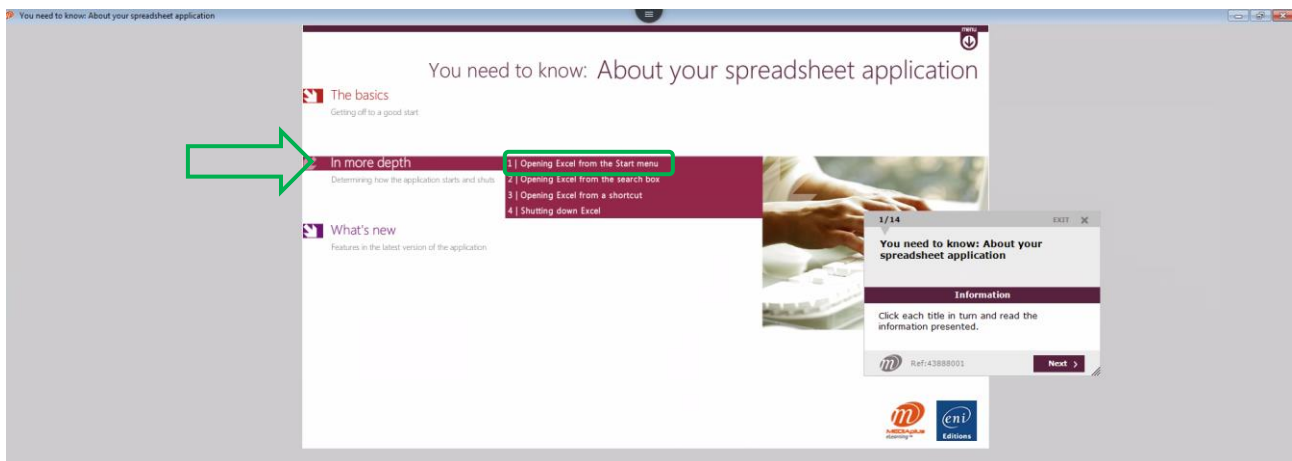 You need to know: About your spreadsheet application
menu
You need to know: About your spreadsheet application
The basics
Getting off to a good start
In more depth
Determining how the application starts and shuts
1 | Opening Excel from the Start menu
2 | Opening Excel from the search box
3 | Opening Excel from a shortcut
4 | Shutting down Excel
What's new
Features in the latest version of the application
1/14
EXIT
You need to know: About your
spreadsheet application
Information
Click each title in turn and read the
information presented.
Ref:43888001
Next >
m
MEDIAplus
elearning™
eni
Editions